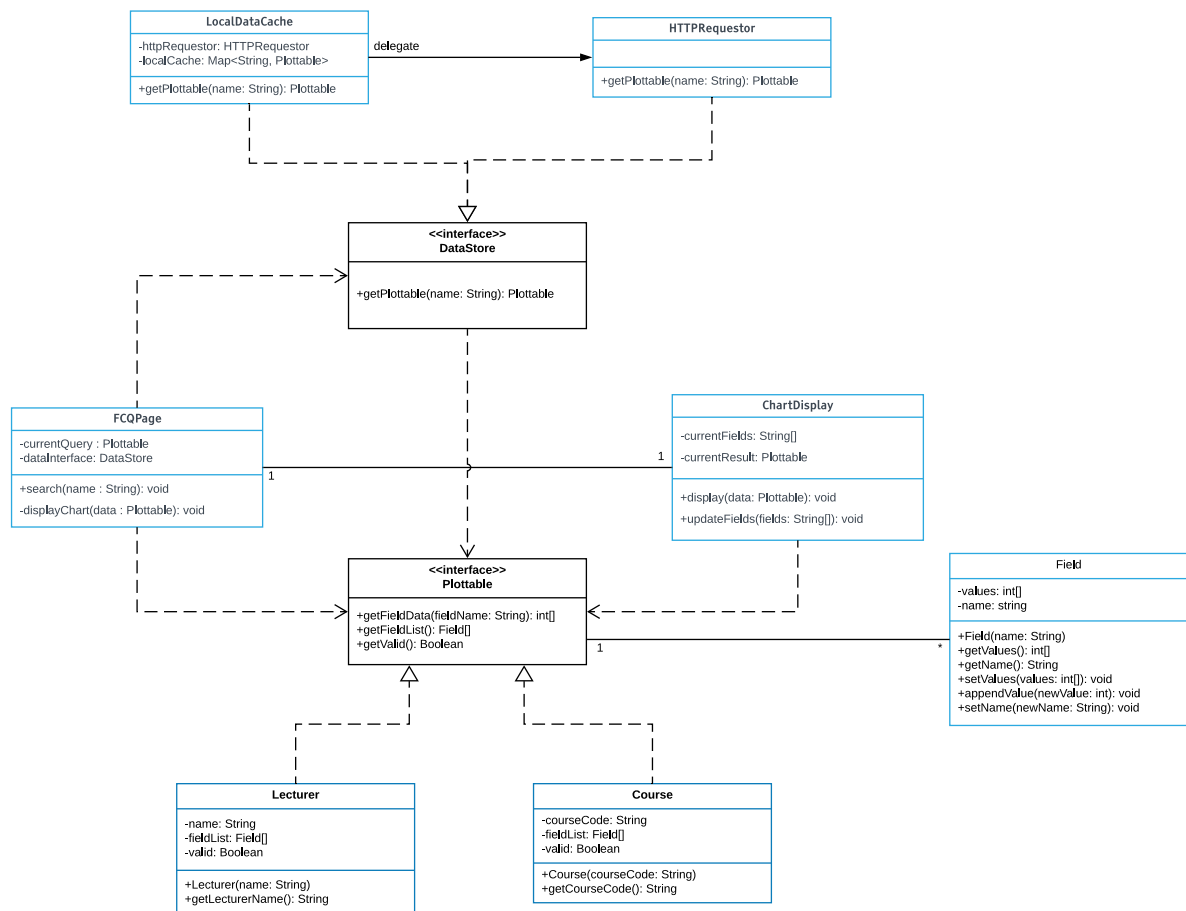 LocalDataCache
-httpRequestor: HTTPRequestor
-localCache: Map<String, Plottable>
+getPlottable(name: String): Plottable
delegate
HTTPRequestor
+getPlottable(name: String): Plottable
<<interface>>
DataStore
+getPlottable(name: String): Plottable
FCQPage
-currentQuery : Plottable
-dataInterface: DataStore
+search(name : String): void
-displayChart(data : Plottable): void
1
1
ChartDisplay
-currentFields: String[]
-currentResult: Plottable
+display(data: Plottable): void
+updateFields(fields: String[]): void
<<interface>>
Plottable
+getFieldData(fieldName: String): int[]
+getFieldList(): Field[]
+getValid(): Boolean
1
*
Field
-values: int[]
-name: string
+Field(name: String)
+getValues(): int[]
+getName(): String
+setValues(values: int[]): void
+appendValue(newValue: int): void
+setName(newName: String): void
Lecturer
-name: String
-fieldList: Field[]
-valid: Boolean
+Lecturer(name: String)
+getLecturerName(): String
Course
-courseCode: String
-fieldList: Field[]
-valid: Boolean
+Course(courseCode: String)
+getCourseCode(): String